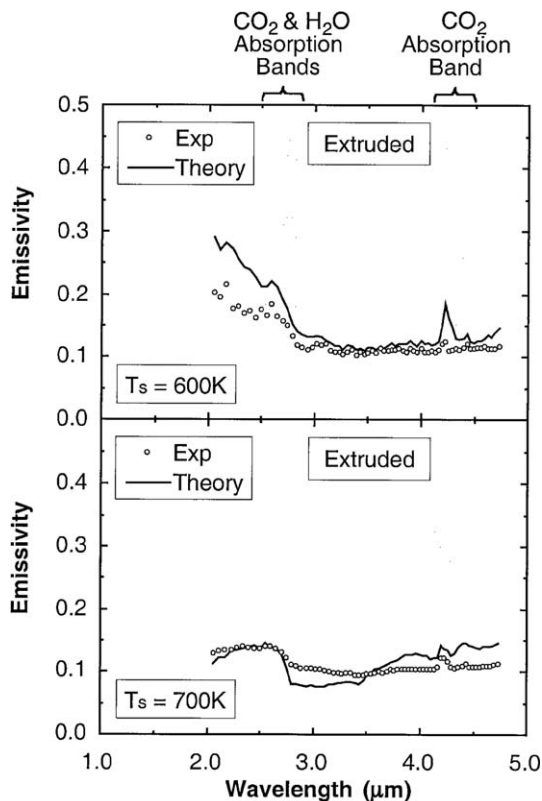 CO₂ & H₂O CO₂
Absorption Absorption
Bands Band
0.5
Exp
Theory
Extruded
0.4
0.3
0.2
0.1
0.0
Emissivity
Ts = 600K
Exp
Theory
Extruded
0.4
0.3
0.2
0.1
0.0
Emissivity
Ts = 700K
1.0 2.0 3.0 4.0 5.0
Wavelength (μm)